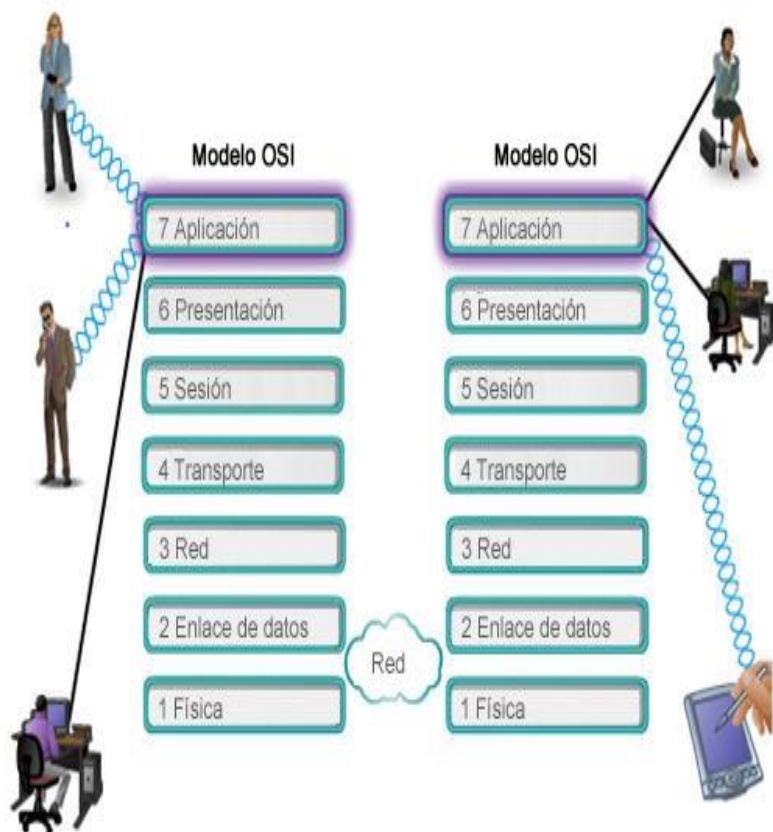 Modelo OSI
7 Aplicación
6 Presentación
5 Sesión
4 Transporte
3 Red
2 Enlace de datos
1 Física
Red
Modelo OSI
7 Aplicación
6 Presentación
5 Sesión
4 Transporte
3 Red
2 Enlace de datos
1 Física